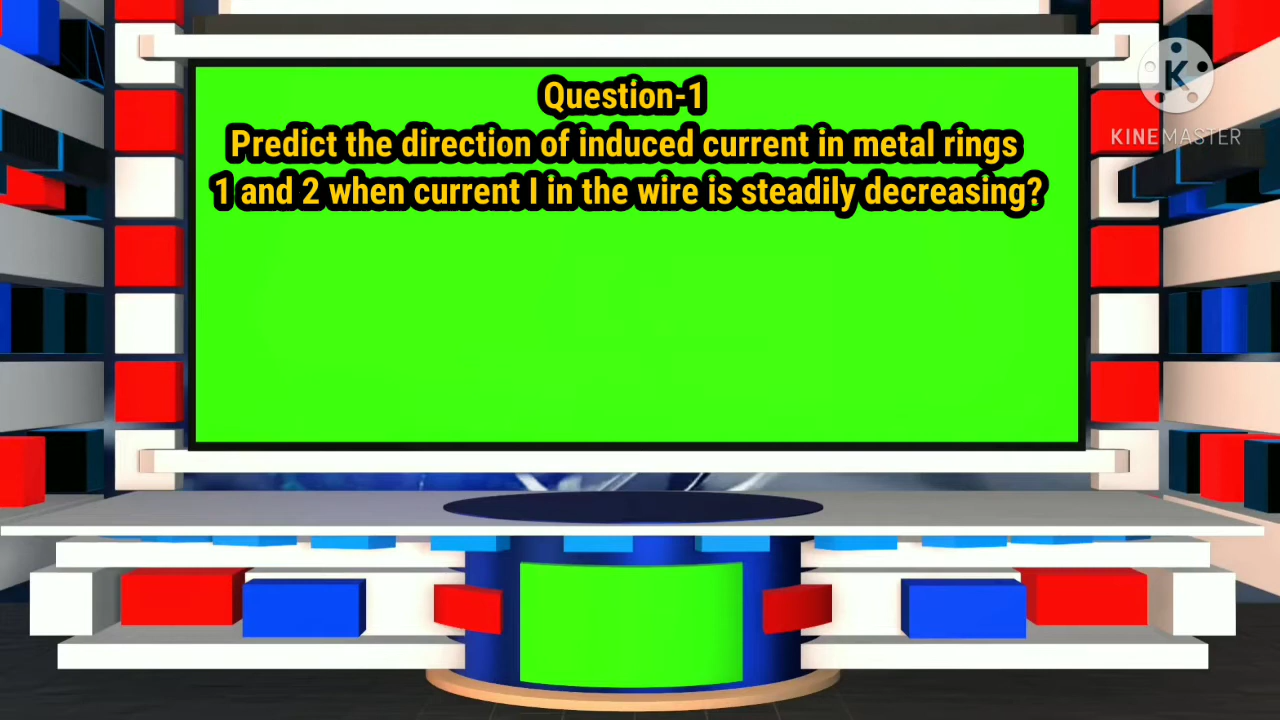 Question-1
Predict the direction of induced current in metal rings
1 and 2 when current I in the wire is steadily decreasing?
K
KINEMASTER